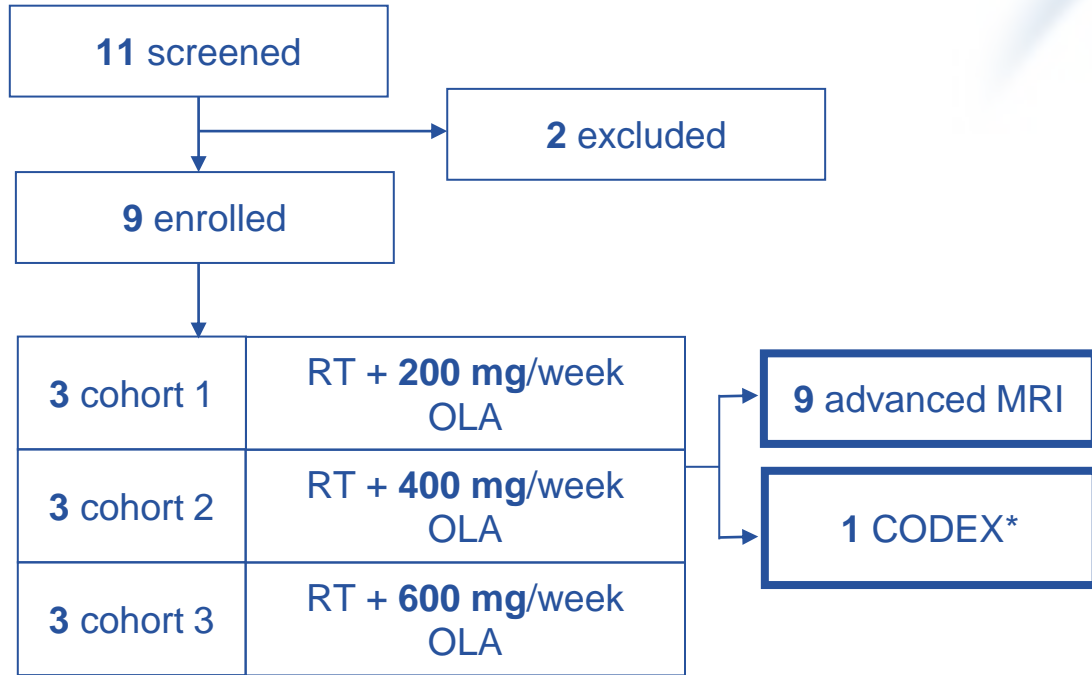 11 screened
2 excluded
9 enrolled
3 cohort 1
RT + 200 mg/week
OLA
3 cohort 2
RT + 400 mg/week
OLA
3 cohort 3
RT + 600 mg/week
OLA
9 advanced MRI
1 CODEX*